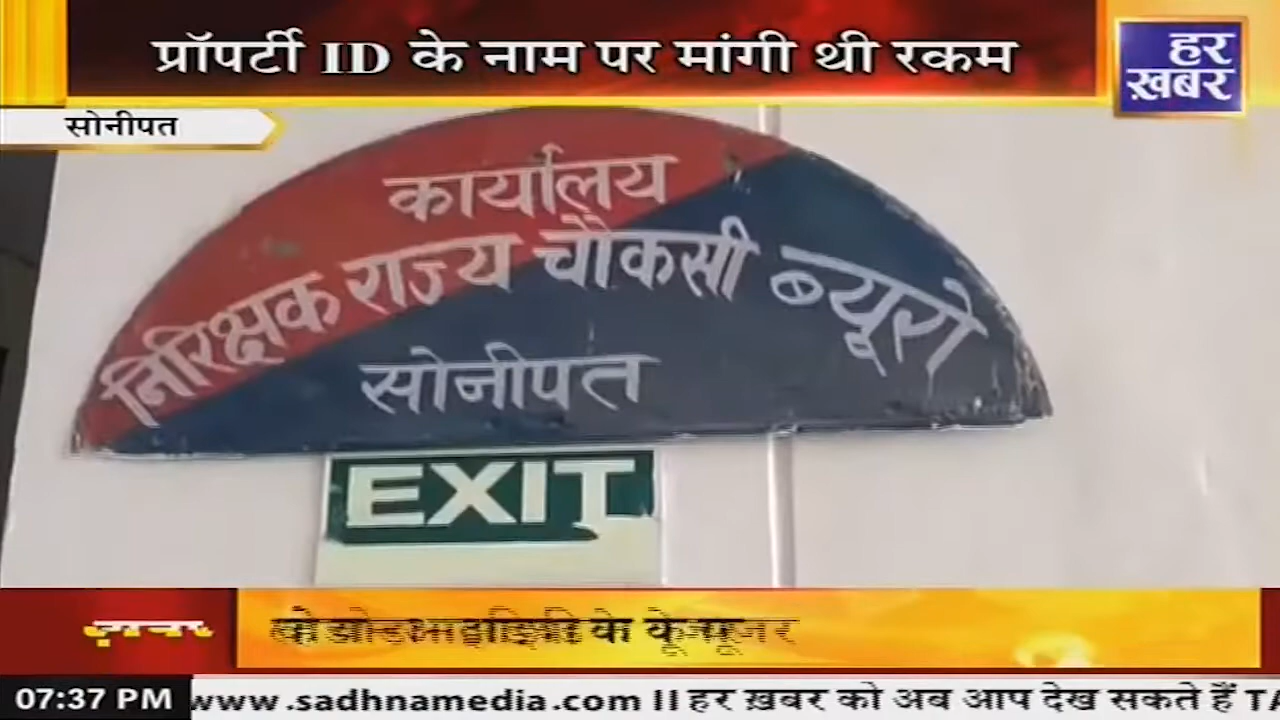 प्रॉपर्टी ID के नाम पर मांगी थी रकम
हर
ख़बर
सोनीपत
कार्यालय
निरिक्षक राज्य चौकसी ब्यूरो
सोनीपत
EXIT
07:37 PM
www.sadhnamedia.com II हर ख़बर को अब आप देख सकते हैं TA